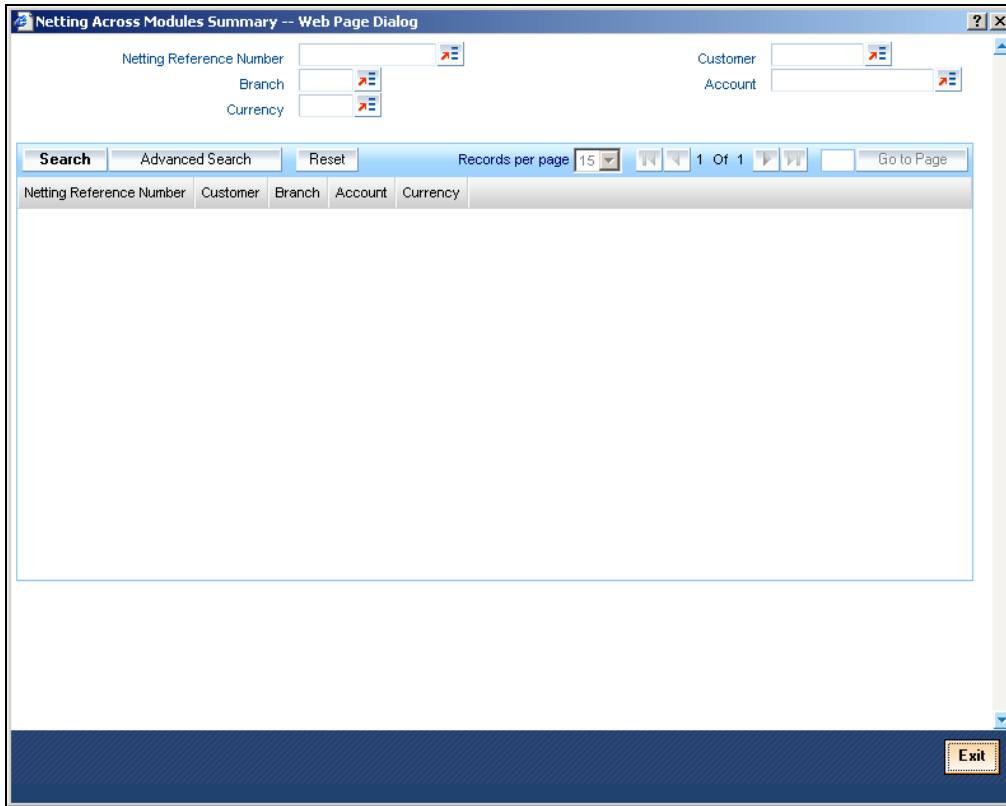 Netting Across Modules Summary -- Web Page Dialog ? X
Netting Reference Number Customer
Branch Account
Currency
Search Advanced Search Reset Records per page 15 1 Of 1 Go to Page
Netting Reference Number Customer Branch Account Currency
Exit